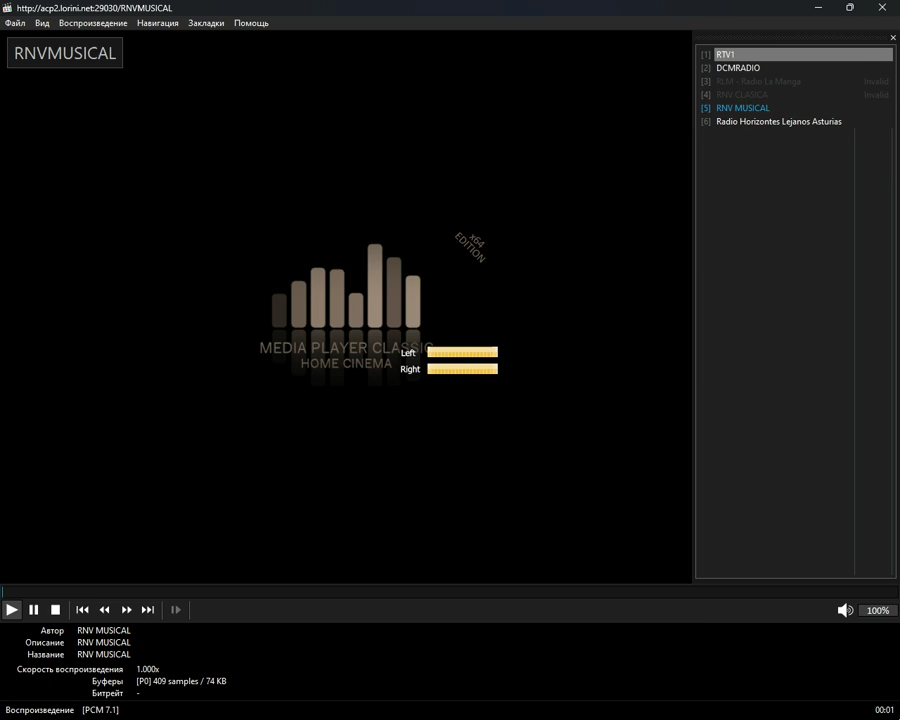 http://acp2.lorini.net:29030/RNVMUSICAL
Файл Вид Воспроизведение Навигация Закладки Помощь
RNVMUSICAL
[1] RTV1
[2] DCMRADIO
[3] RLM - Radio La Manga Invalid
[4] RNV CLASICA Invalid
[5] RNV MUSICAL
[6] Radio Horizontes Lejanos Asturias
x64
EDITION
MEDIA PLAYER CLASSIC
HOME CINEMA
Left
Right
100%
Автор RNV MUSICAL
Описание RNV MUSICAL
Название RNV MUSICAL
Скорость воспроизведения 1.000x
Буферы [P0] 409 samples / 74 KB
Битрейт -
Воспроизведение [PCM 7.1] 00:01